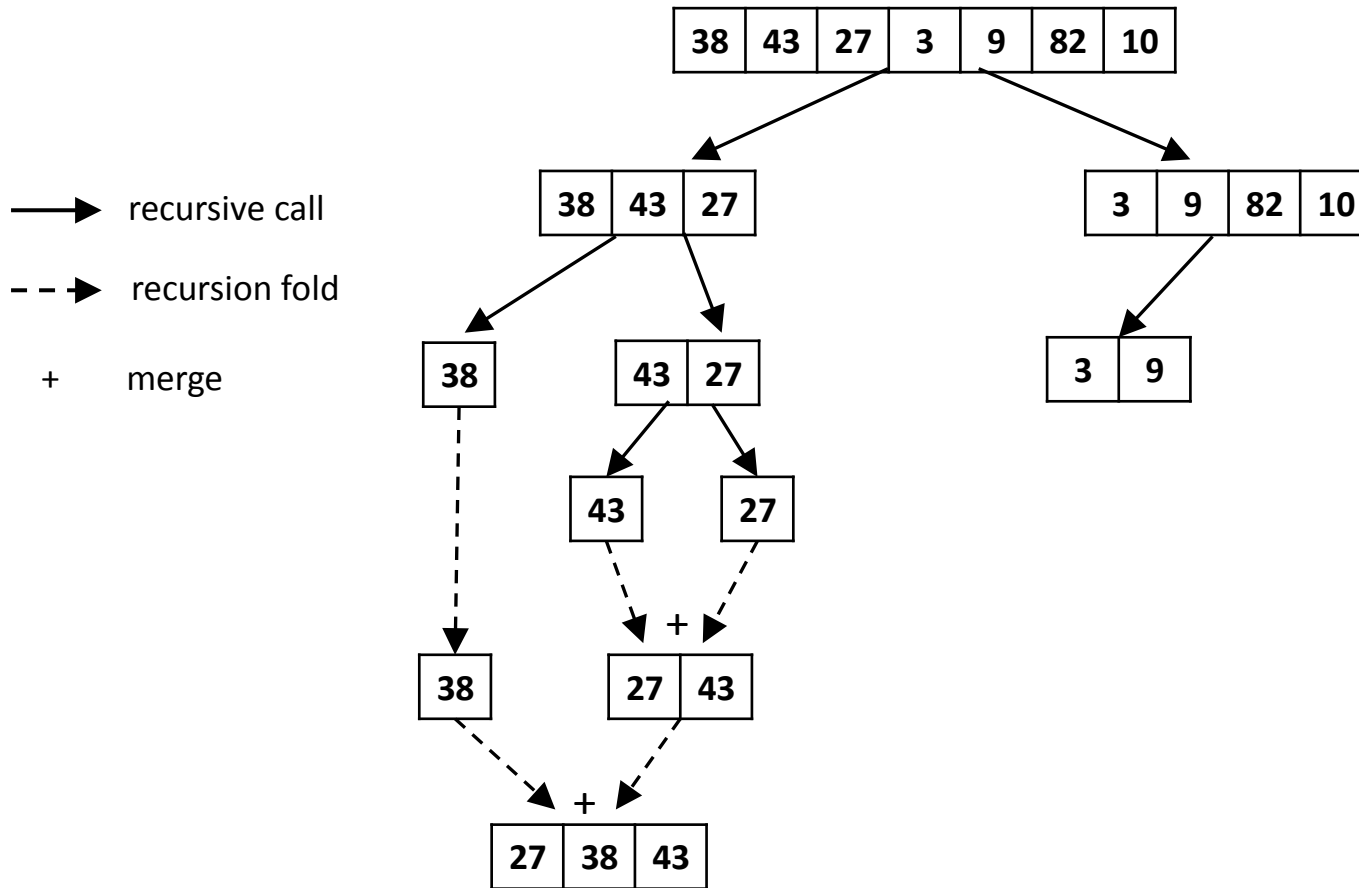 38 43 27 3 9 82 10
recursive call
38 43 27
3 9 82 10
recursion fold
+ merge
38
43 27
3 9
43
27
+
38
27 43
+
27 38 43